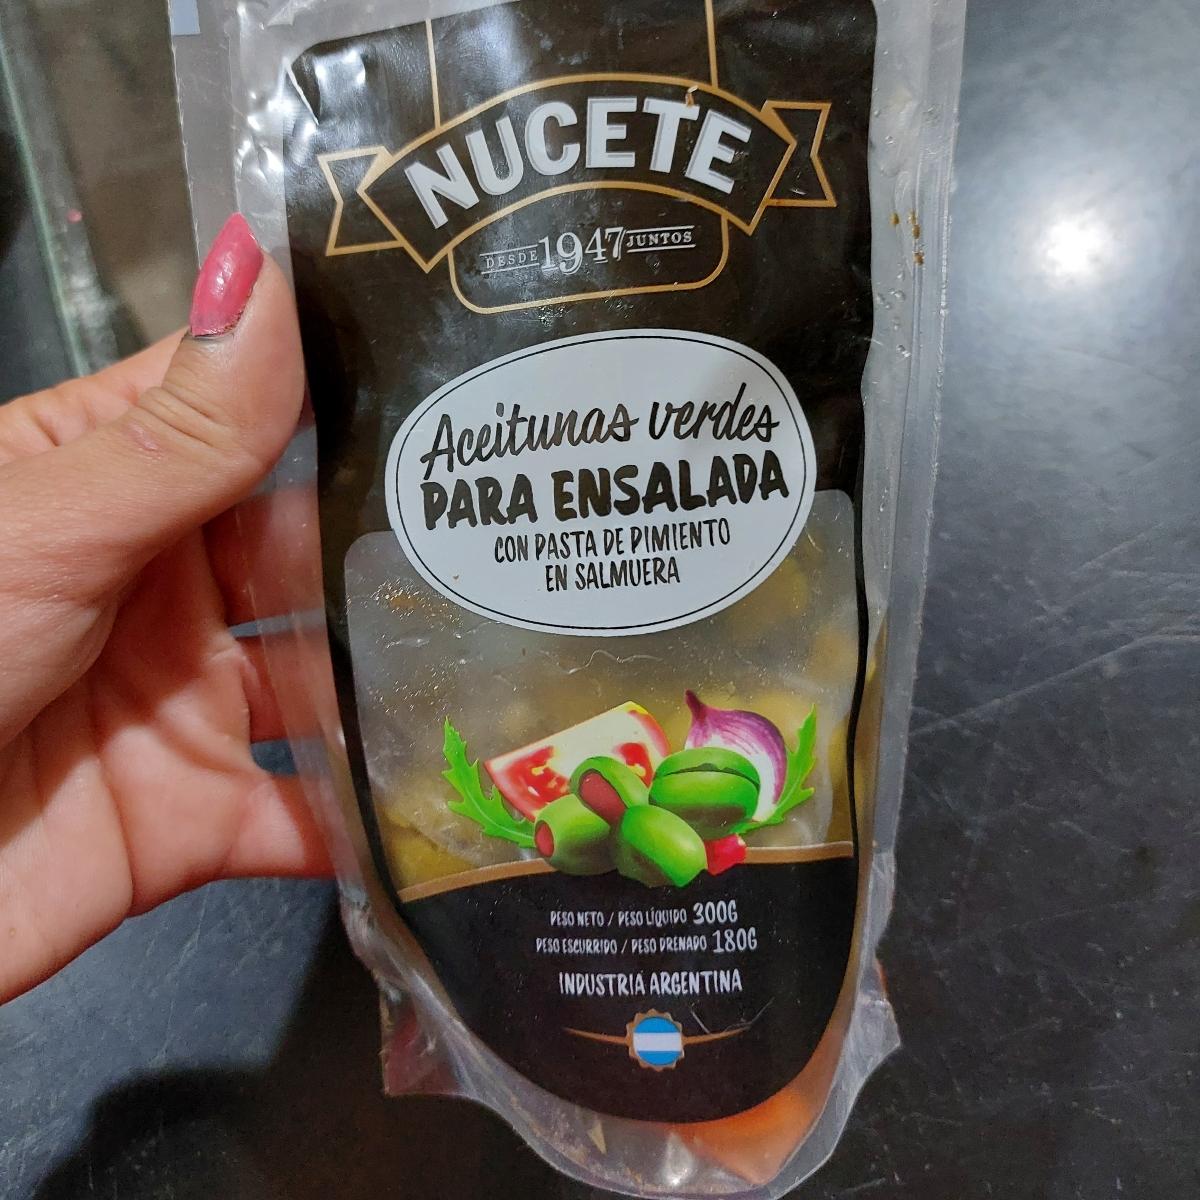 NUCETE
DESDE 1947 JUNTOS
Aceitunas verdes
PARA ENSALADA
CON PASTA DE PIMIENTO
EN SALMUERA
PESO NETO / PESO LÍQUIDO 300G
PESO ESCURRIDO / PESO DRENADO 180G
INDUSTRIA ARGENTINA